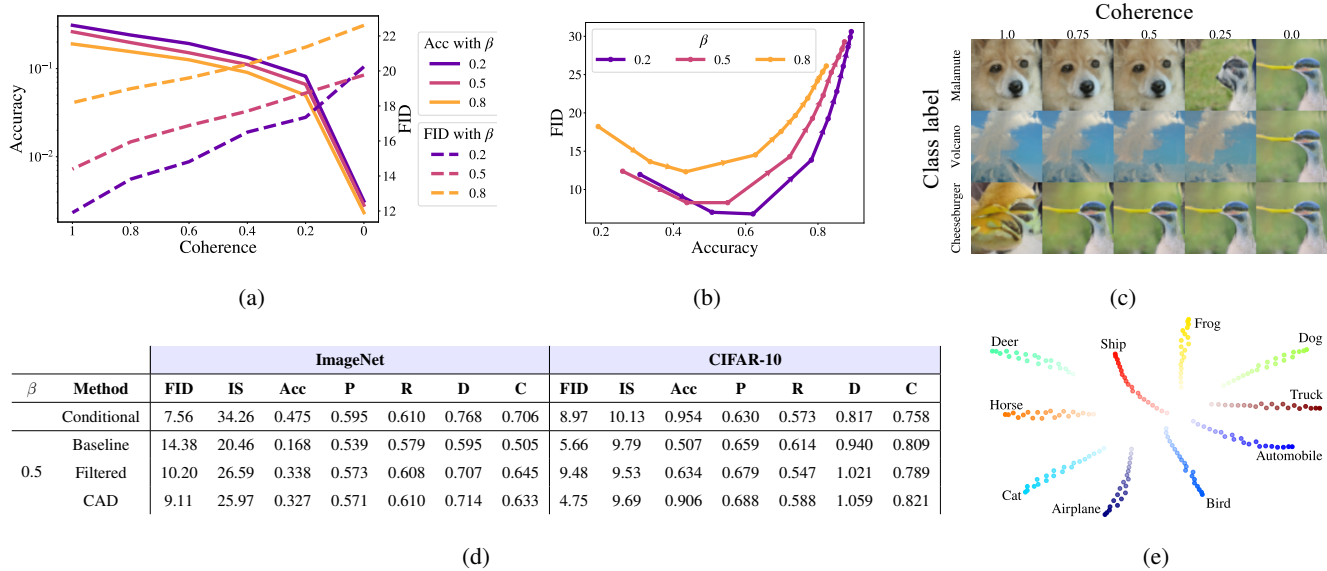 10⁻¹
10⁻²
Accuracy
1 0.8 0.6 0.4 0.2 0
Coherence
22
20
18
16
14
12
FID
Acc with β
0.2
0.5
0.8
FID with β
0.2
0.5
0.8
(a)
30
26
22
18
14
10
FID
β
0.2 0.5 0.8
0.2 0.4 0.6 0.8
Accuracy
(b)
Coherence
1.0 0.75 0.5 0.25 0.0
Class label
Malamute
Volcano
Cheeseburger
(c)
ImageNet CIFAR-10
β Method FID IS Acc P R D C FID IS Acc P R D C
Conditional 7.56 34.26 0.475 0.595 0.610 0.768 0.706 8.97 10.13 0.954 0.630 0.573 0.817 0.758
Baseline 14.38 20.46 0.168 0.539 0.579 0.595 0.505 5.66 9.79 0.507 0.659 0.614 0.940 0.809
0.5 Filtered 10.20 26.59 0.338 0.573 0.608 0.707 0.645 9.48 9.53 0.634 0.679 0.547 1.021 0.789
CAD 9.11 25.97 0.327 0.571 0.610 0.714 0.633 4.75 9.69 0.906 0.688 0.588 1.059 0.821
(d)
Frog
Deer Ship Dog
Horse Truck
Automobile
Cat Airplane Bird
(e)